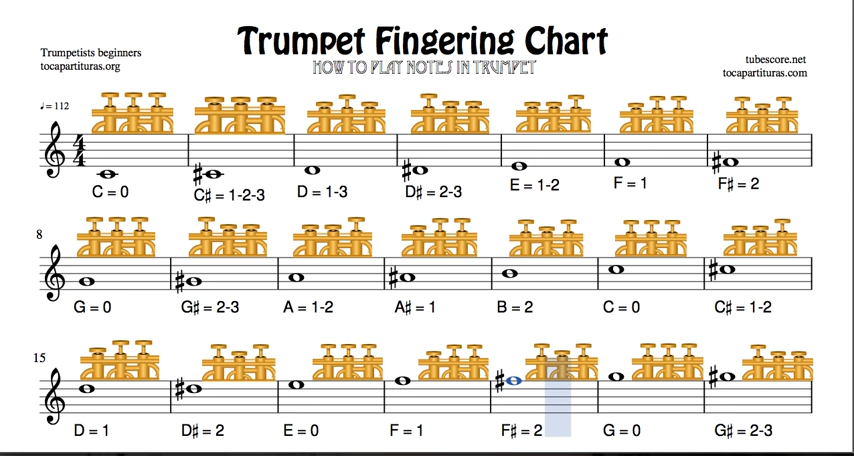 Trumpet Fingering Chart
HOW TO PLAY NOTES IN TRUMPET
Trumpetists beginners
tocapartituras.org
tubescore.net
tocapartituras.com
♩ = 112
4
4
C = 0 C♯ = 1-2-3 D = 1-3 D♯ = 2-3 E = 1-2 F = 1 F♯ = 2
8
G = 0 G♯ = 2-3 A = 1-2 A♯ = 1 B = 2 C = 0 C♯ = 1-2
15
D = 1 D♯ = 2 E = 0 F = 1 F♯ = 2 G = 0 G♯ = 2-3